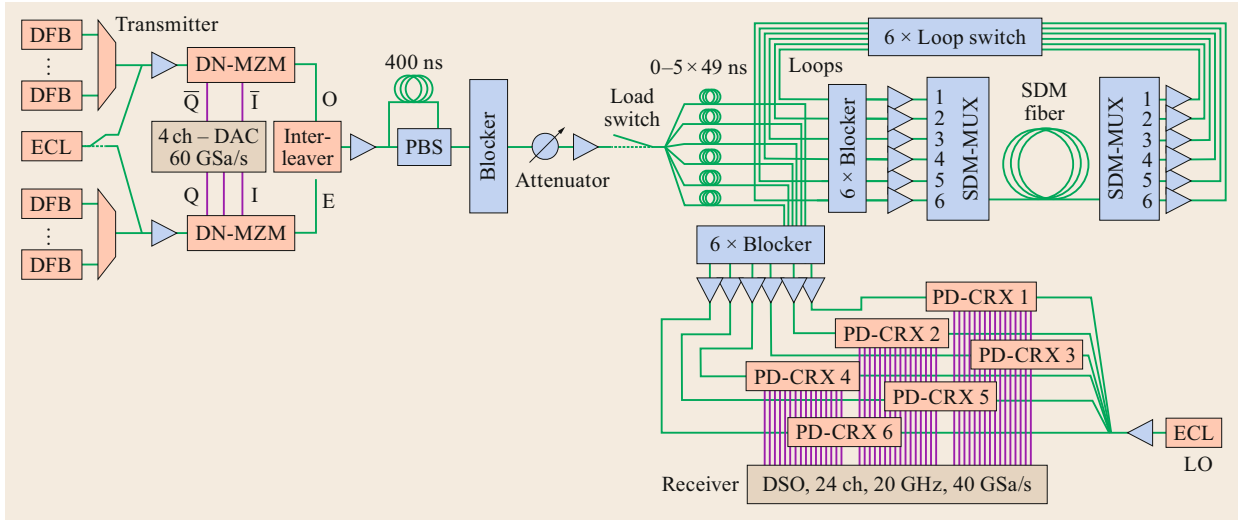 Transmitter
DFB
⋮
DFB
ECL
DFB
⋮
DFB
DN-MZM
Q̅
I̅
4 ch – DAC
60 GSa/s
Q
I
DN-MZM
O
Inter-
leaver
E
400 ns
PBS
Blocker
Attenuator
Load
switch
0–5 × 49 ns
Loops
6 × Loop switch
6 × Blocker
1
2
3
4
5
6
SDM-MUX
SDM
fiber
SDM-MUX
1
2
3
4
5
6
6 × Blocker
PD-CRX 1
PD-CRX 2
PD-CRX 3
PD-CRX 4
PD-CRX 5
PD-CRX 6
ECL
LO
Receiver
DSO, 24 ch, 20 GHz, 40 GSa/s